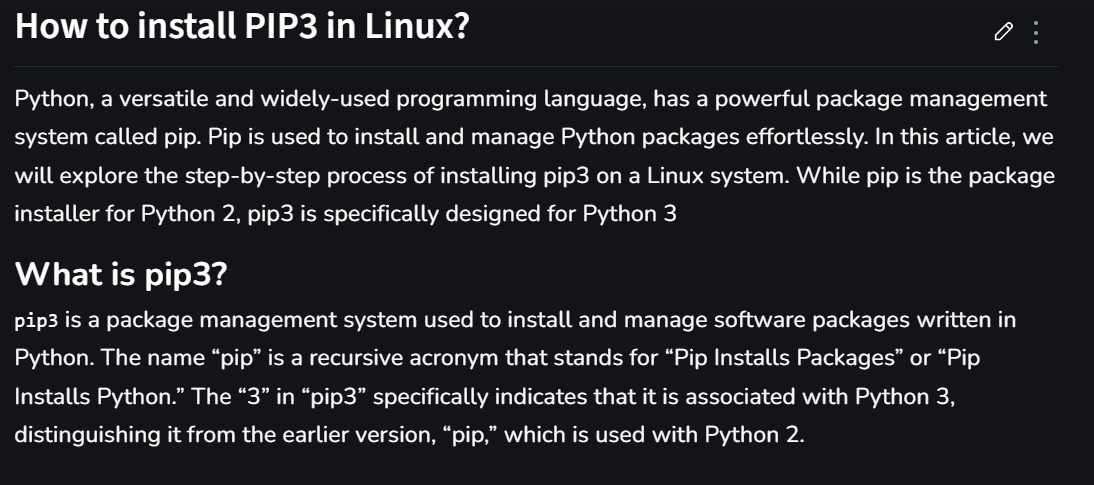 How to install PIP3 in Linux?
Python, a versatile and widely-used programming language, has a powerful package management
system called pip. Pip is used to install and manage Python packages effortlessly. In this article, we
will explore the step-by-step process of installing pip3 on a Linux system. While pip is the package
installer for Python 2, pip3 is specifically designed for Python 3
What is pip3?
pip3 is a package management system used to install and manage software packages written in
Python. The name “pip” is a recursive acronym that stands for “Pip Installs Packages” or “Pip
Installs Python.” The “3” in “pip3” specifically indicates that it is associated with Python 3,
distinguishing it from the earlier version, “pip,” which is used with Python 2.